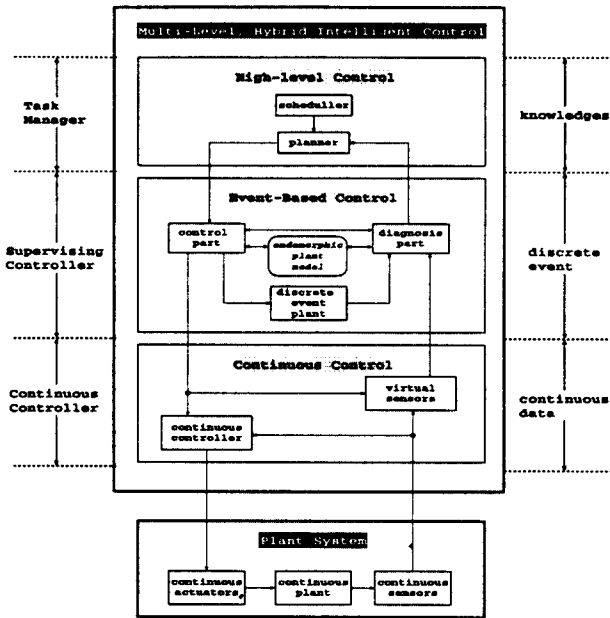 Multi-Level, Hybrid Intelligent Control
High-level Control
scheduller
planner
Task
Manager
knowledges
Event-Based Control
control
part
diagnosis
part
endomorphic
plant
model
discrete
event
plant
Supervising
Controller
discrete
event
Continuous Control
virtual
sensors
continuous
controller
Continuous
Controller
continuous
data
Plant System
continuous
actuators
continuous
plant
continuous
sensors